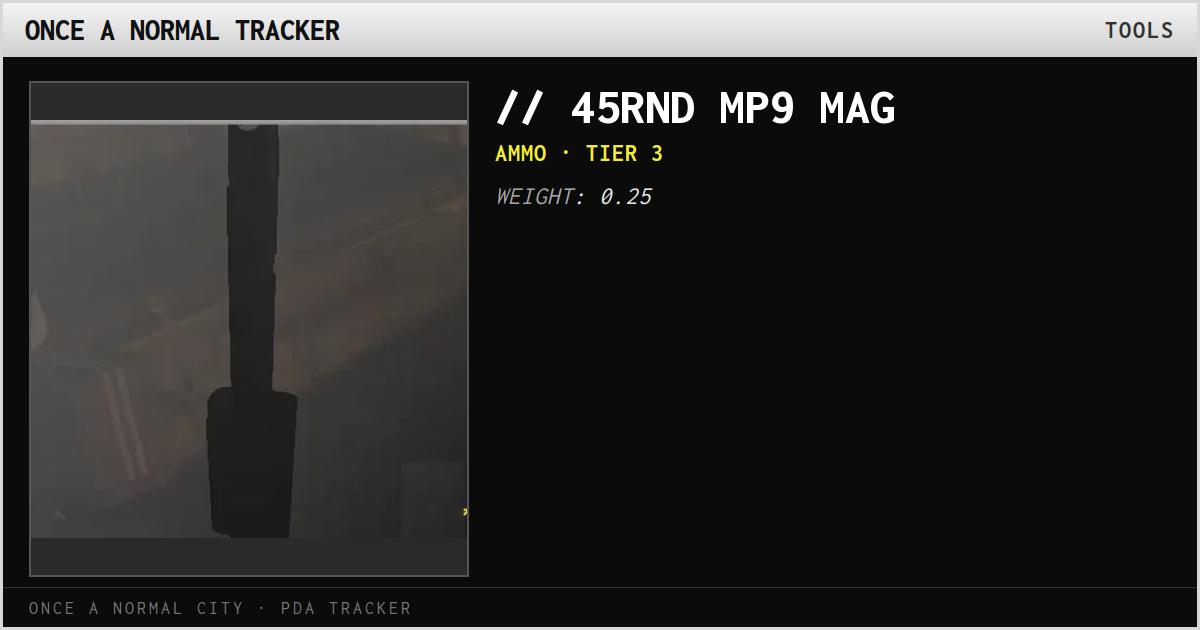 ONCE A NORMAL TRACKER
TOOLS
// 45RND MP9 MAG
AMMO · TIER 3
WEIGHT: 0.25
ONCE A NORMAL CITY · PDA TRACKER